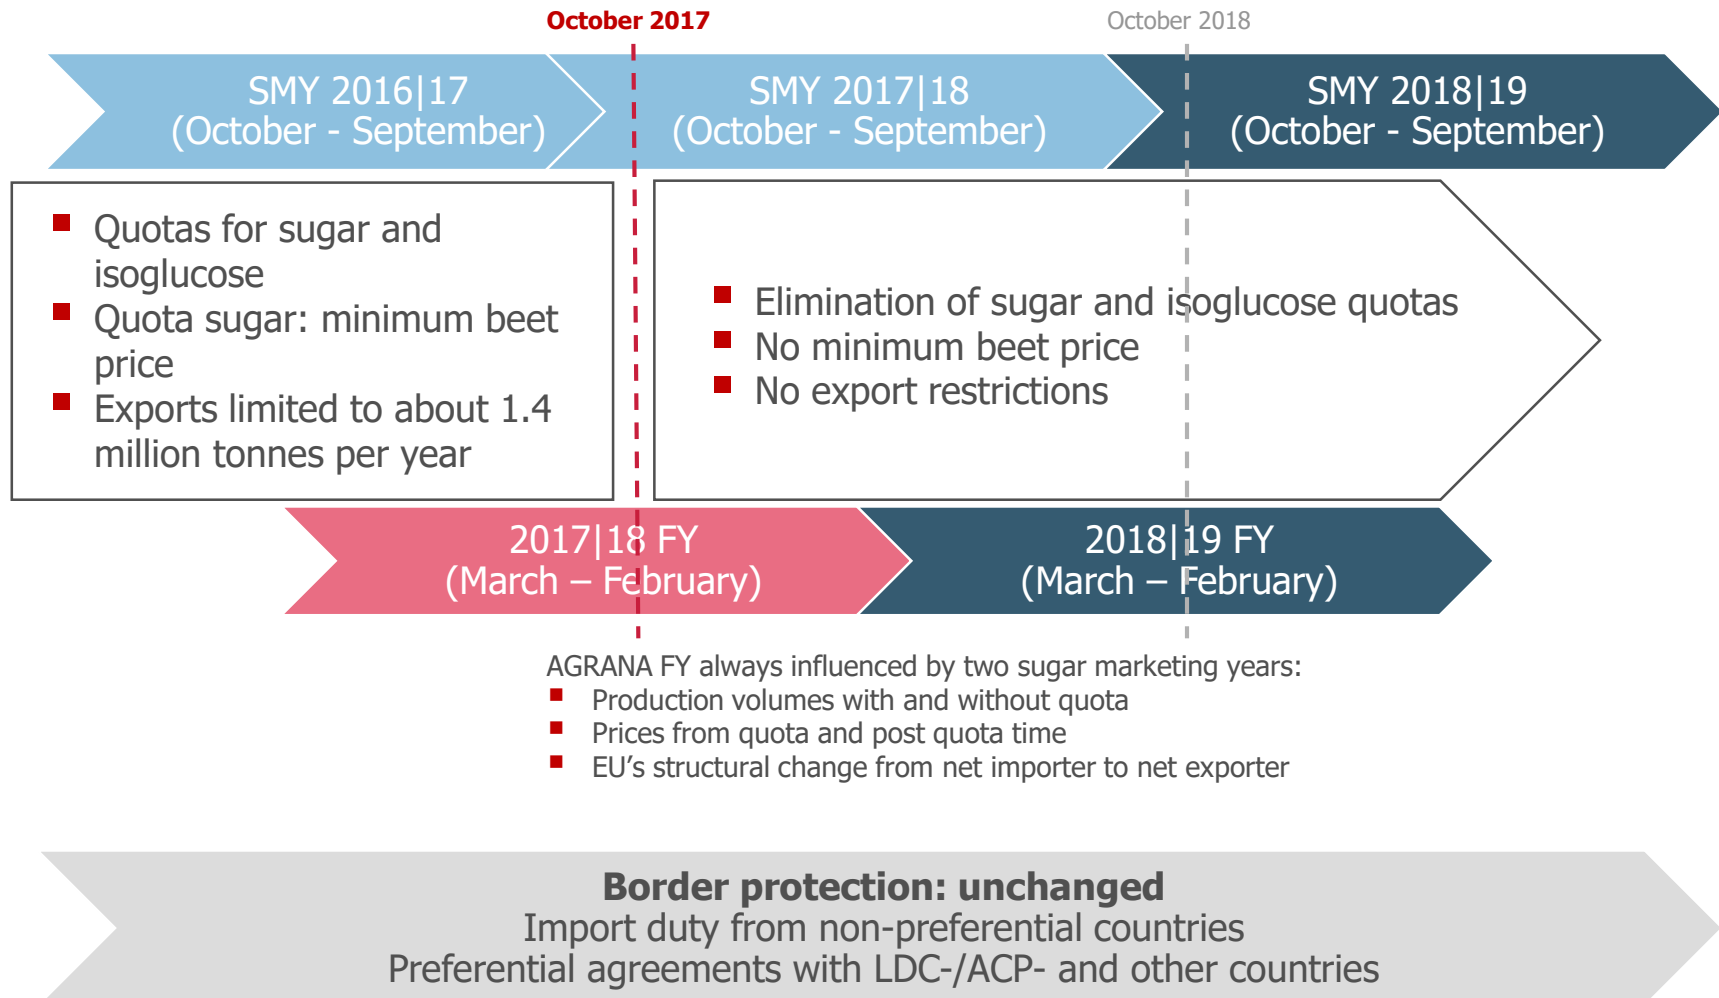 October 2017
October 2018
SMY 2016|17
(October - September)
SMY 2017|18
(October - September)
SMY 2018|19
(October - September)
Quotas for sugar and
isoglucose
Quota sugar: minimum beet
price
Exports limited to about 1.4
million tonnes per year
Elimination of sugar and isoglucose quotas
No minimum beet price
No export restrictions
2017|18 FY
(March – February)
2018|19 FY
(March – February)
AGRANA FY always influenced by two sugar marketing years:
Production volumes with and without quota
Prices from quota and post quota time
EU’s structural change from net importer to net exporter
Border protection: unchanged
Import duty from non-preferential countries
Preferential agreements with LDC-/ACP- and other countries